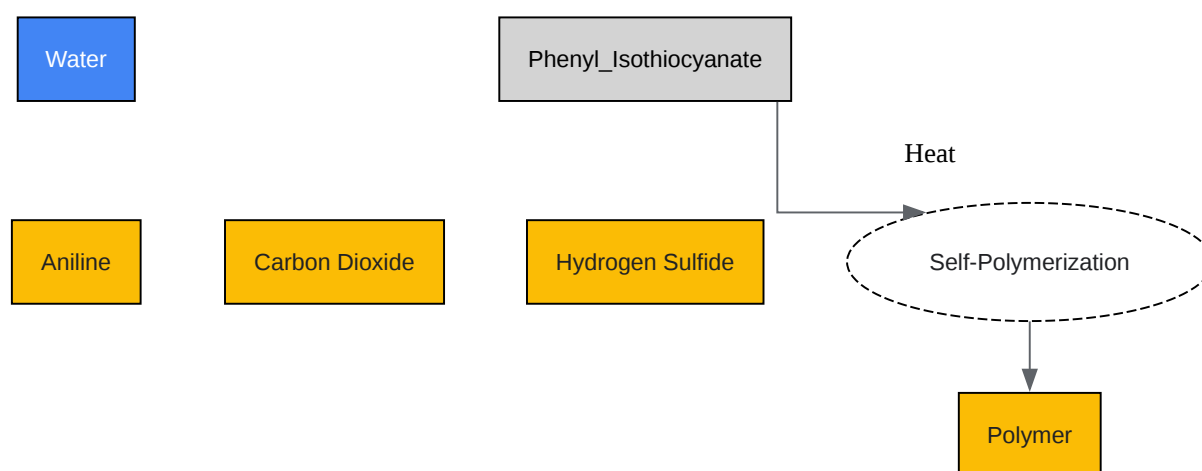 Water
Phenyl_Isothiocyanate
Heat
Aniline
Carbon Dioxide
Hydrogen Sulfide
Self-Polymerization
Polymer